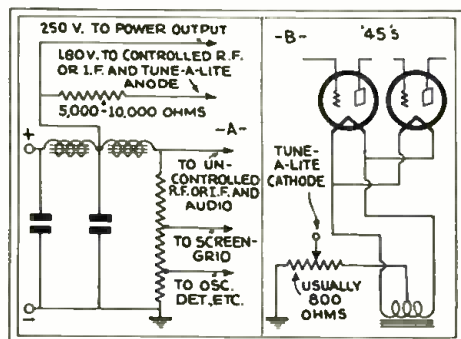 250 V. TO POWER OUTPUT
180 V. TO CONTROLLED R.F.
OR I.F. AND TUNE-A-LITE
ANODE
5,000-10,000 OHMS
-A-
+
TO UN-
CONTROLLED
R.F. OR I.F. AND
AUDIO
TO SCREEN-
GRID
TO OSC.
DET., ETC.
-
-B-
'45's
TUNE-
A-LITE
CATHODE
USUALLY
800
OHMS